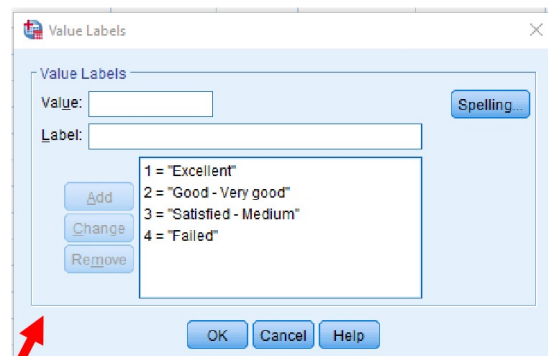 Value Labels
Value Labels
Value:
Spelling...
Label:
1 = "Excellent"
2 = "Good - Very good"
3 = "Satisfied - Medium"
4 = "Failed"
Add
Change
Remove
OK Cancel Help